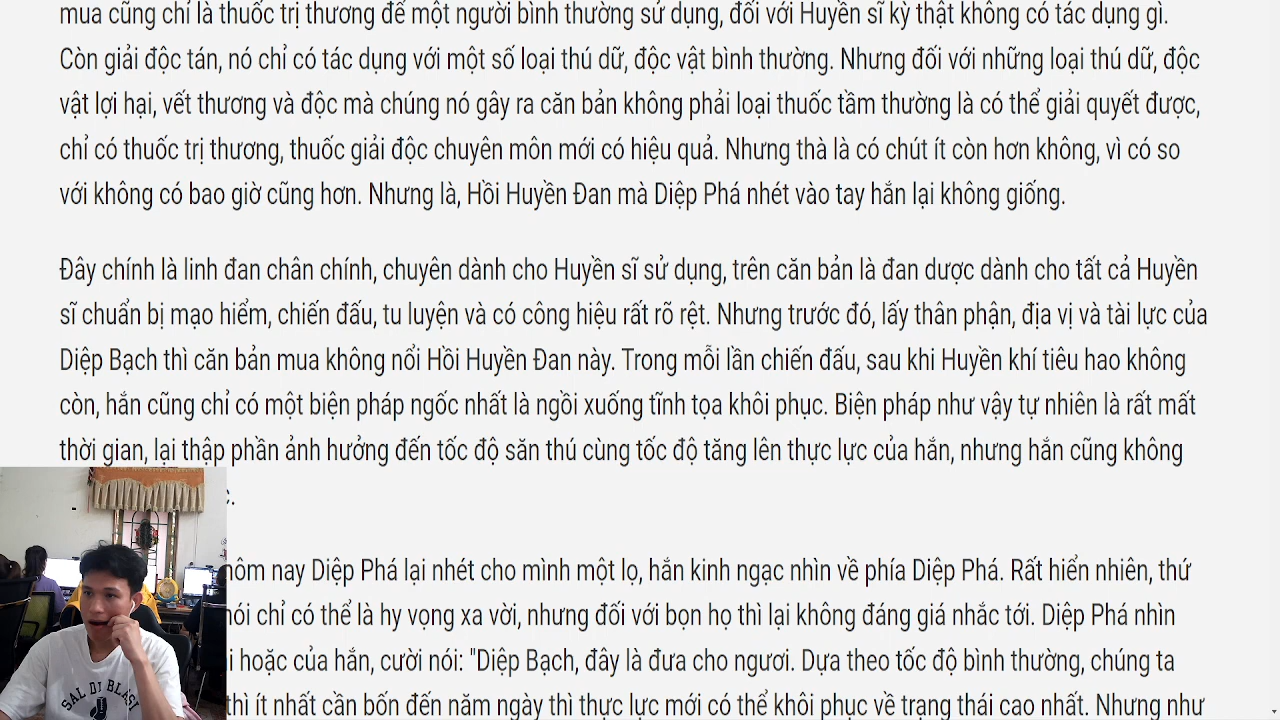 mua cũng chỉ là thuốc trị thương để một người bình thường sử dụng, đối với Huyền sĩ kỳ thật không có tác dụng gì.
Còn giải độc tán, nó chỉ có tác dụng với một số loại thú dữ, độc vật bình thường. Nhưng đối với những loại thú dữ, độc
vật lợi hại, vết thương và độc mà chúng nó gây ra căn bản không phải loại thuốc tầm thường là có thể giải quyết được,
chỉ có thuốc trị thương, thuốc giải độc chuyên môn mới có hiệu quả. Nhưng thà là có chút ít còn hơn không, vì có so
với không có bao giờ cũng hơn. Nhưng là, Hồi Huyền Đan mà Diệp Phá nhét vào tay hắn lại không giống.
Đây chính là linh đan chân chính, chuyên dành cho Huyền sĩ sử dụng, trên căn bản là đan dược dành cho tất cả Huyền
sĩ chuẩn bị mạo hiểm, chiến đấu, tu luyện và có công hiệu rất rõ rệt. Nhưng trước đó, lấy thân phận, địa vị và tài lực của
Diệp Bạch thì căn bản mua không nổi Hồi Huyền Đan này. Trong mỗi lần chiến đấu, sau khi Huyền khí tiêu hao không
còn, hắn cũng chỉ có một biện pháp ngốc nhất là ngồi xuống tĩnh tọa khôi phục. Biện pháp như vậy tự nhiên là rất mất
thời gian, lại thập phần ảnh hưởng đến tốc độ săn thú cùng tốc độ tăng lên thực lực của hắn, nhưng hắn cũng không
nay Diệp Phá lại nhét cho mình một lọ, hắn kinh ngạc nhìn về phía Diệp Phá. Rất hiển nhiên, thứ
nói chỉ có thể là hy vọng xa vời, nhưng đối với bọn họ thì lại không đáng giá nhắc tới. Diệp Phá nhìn
hoặc của hắn, cười nói: "Diệp Bạch, đây là đưa cho ngươi. Dựa theo tốc độ bình thường, chúng ta
thì ít nhất cần bốn đến năm ngày thì thực lực mới có thể khôi phục về trạng thái cao nhất. Nhưng như